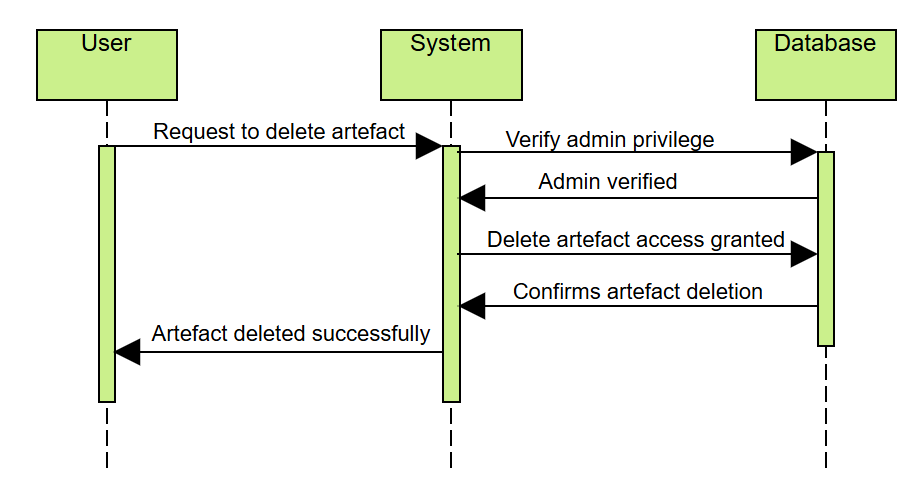 User
System
Database
Request to delete artefact
Verify admin privilege
Admin verified
Delete artefact access granted
Confirms artefact deletion
Artefact deleted successfully